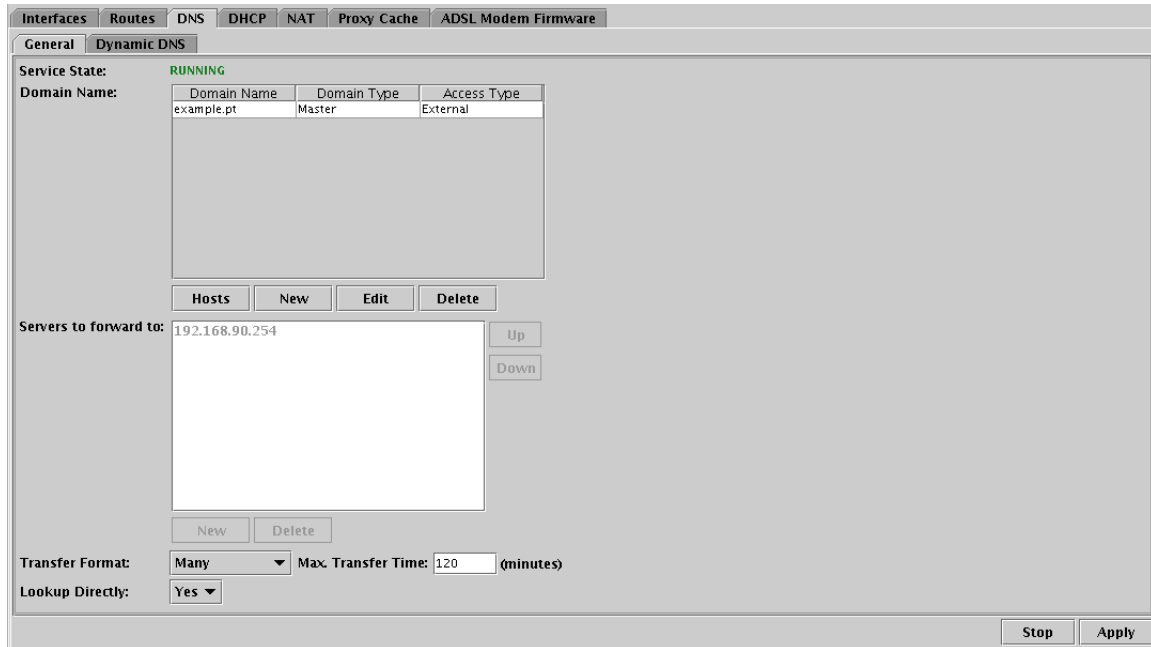 Interfaces Routes DNS DHCP NAT Proxy Cache ADSL Modem Firmware
General Dynamic DNS
Service State: RUNNING
Domain Name:
Domain Name Domain Type Access Type
example.pt Master External
Hosts New Edit Delete
Servers to forward to: 192.168.90.254
Up
Down
New Delete
Transfer Format: Many Max. Transfer Time: 120 (minutes)
Lookup Directly: Yes
Stop Apply